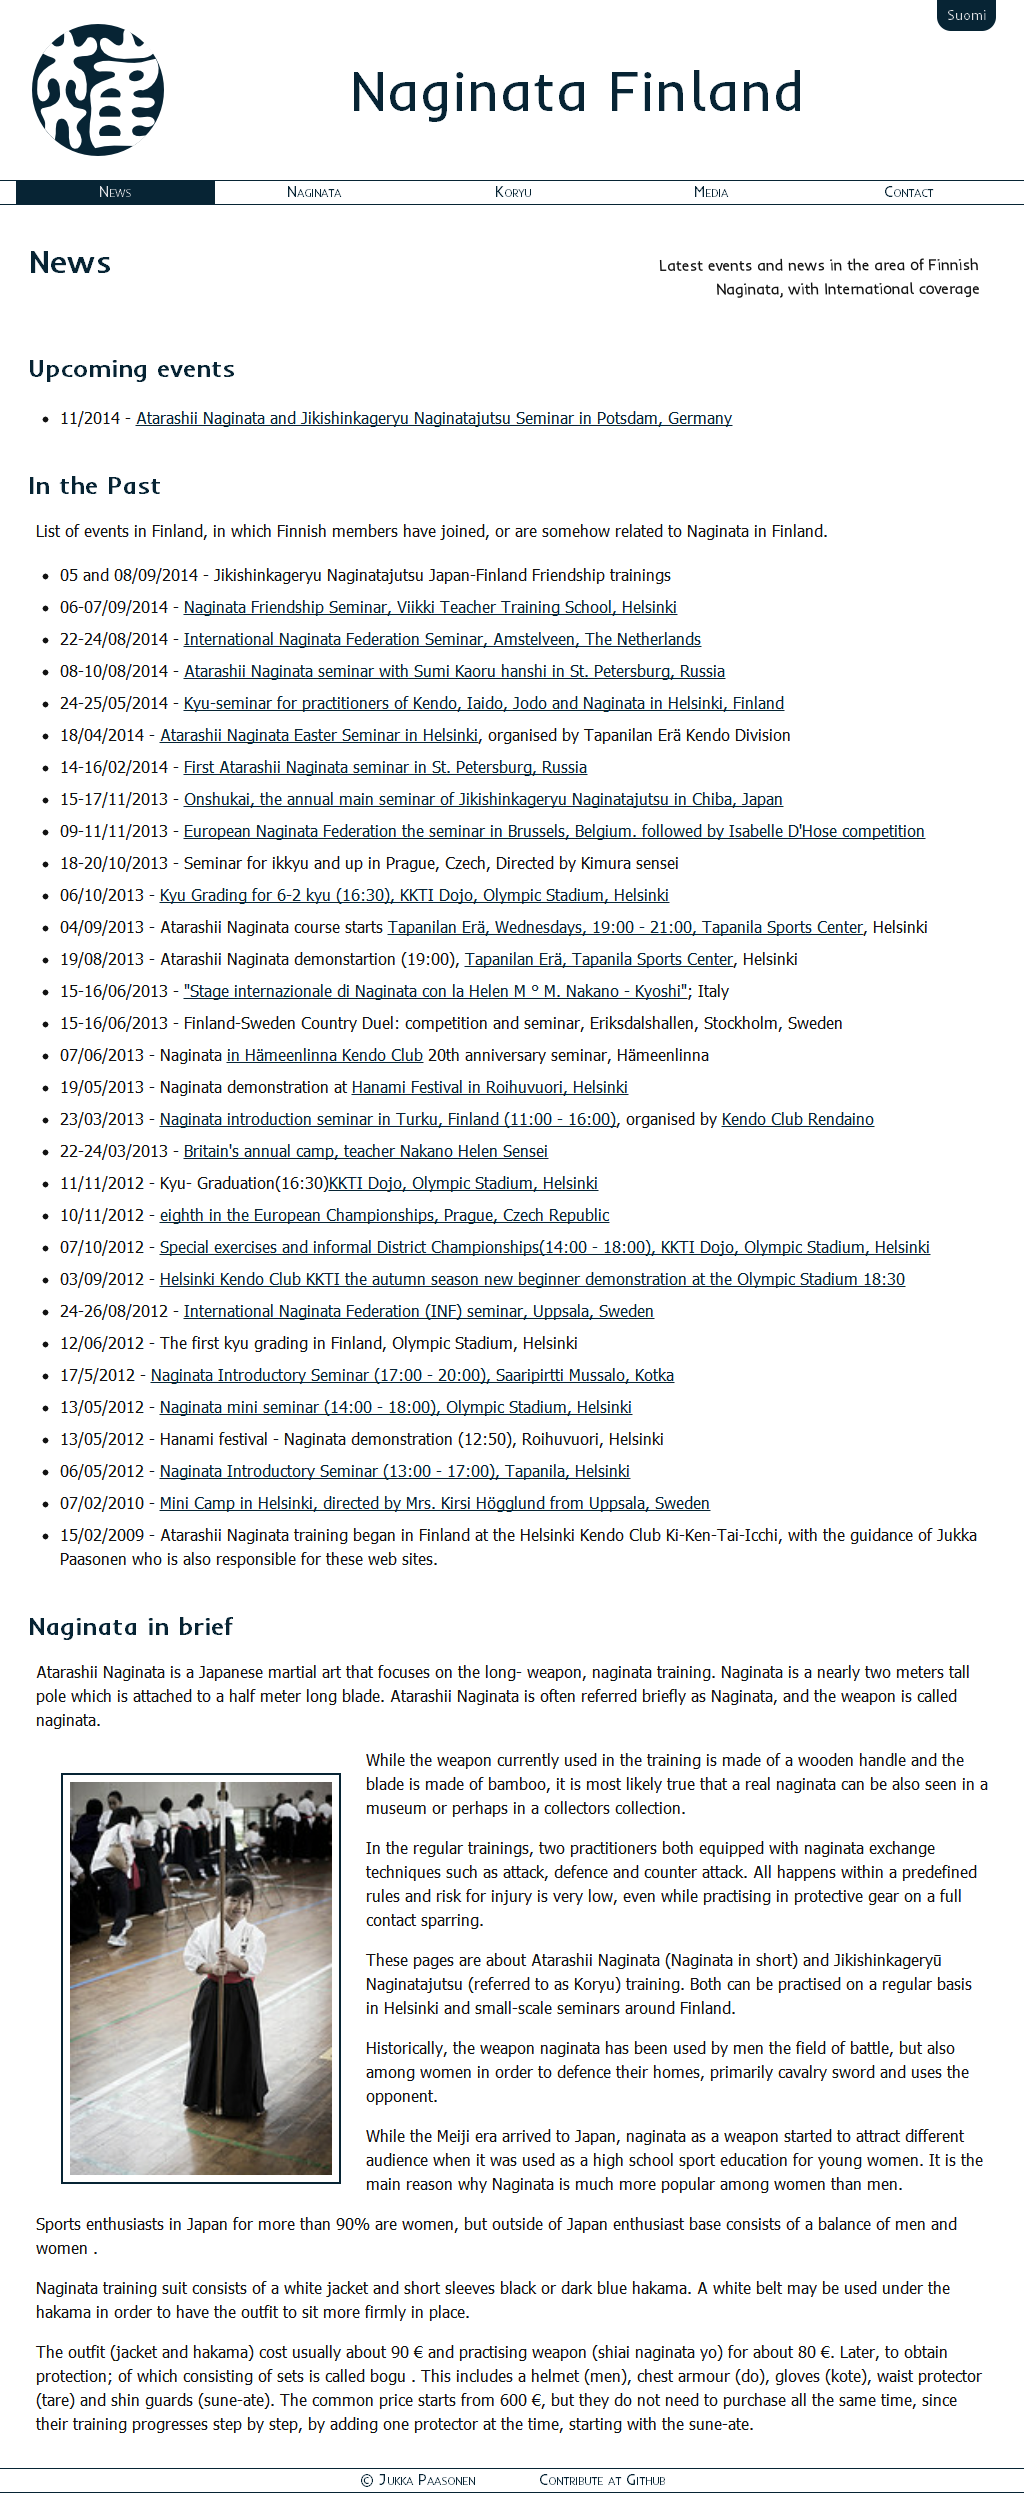 Suomi
Naginata Finland
News
Naginata
Koryu
Media
Contact
News
Latest events and news in the area of Finnish
Naginata, with International coverage
Upcoming events
• 11/2014 - Atarashii Naginata and Jikishinkageryu Naginatajutsu Seminar in Potsdam, Germany
In the Past
List of events in Finland, in which Finnish members have joined, or are somehow related to Naginata in Finland.
• 05 and 08/09/2014 - Jikishinkageryu Naginatajutsu Japan-Finland Friendship trainings
• 06-07/09/2014 - Naginata Friendship Seminar, Viikki Teacher Training School, Helsinki
• 22-24/08/2014 - International Naginata Federation Seminar, Amstelveen, The Netherlands
• 08-10/08/2014 - Atarashii Naginata seminar with Sumi Kaoru hanshi in St. Petersburg, Russia
• 24-25/05/2014 - Kyu-seminar for practitioners of Kendo, Iaido, Jodo and Naginata in Helsinki, Finland
• 18/04/2014 - Atarashii Naginata Easter Seminar in Helsinki, organised by Tapanilan Erä Kendo Division
• 14-16/02/2014 - First Atarashii Naginata seminar in St. Petersburg, Russia
• 15-17/11/2013 - Onshukai, the annual main seminar of Jikishinkageryu Naginatajutsu in Chiba, Japan
• 09-11/11/2013 - European Naginata Federation the seminar in Brussels, Belgium. followed by Isabelle D'Hose competition
• 18-20/10/2013 - Seminar for ikkyu and up in Prague, Czech, Directed by Kimura sensei
• 06/10/2013 - Kyu Grading for 6-2 kyu (16:30), KKTI Dojo, Olympic Stadium, Helsinki
• 04/09/2013 - Atarashii Naginata course starts Tapanilan Erä, Wednesdays, 19:00 - 21:00, Tapanila Sports Center, Helsinki
• 19/08/2013 - Atarashii Naginata demonstartion (19:00), Tapanilan Erä, Tapanila Sports Center, Helsinki
• 15-16/06/2013 - "Stage internazionale di Naginata con la Helen M ° M. Nakano - Kyoshi"; Italy
• 15-16/06/2013 - Finland-Sweden Country Duel: competition and seminar, Eriksdalshallen, Stockholm, Sweden
• 07/06/2013 - Naginata in Hämeenlinna Kendo Club 20th anniversary seminar, Hämeenlinna
• 19/05/2013 - Naginata demonstration at Hanami Festival in Roihuvuori, Helsinki
• 23/03/2013 - Naginata introduction seminar in Turku, Finland (11:00 - 16:00), organised by Kendo Club Rendaino
• 22-24/03/2013 - Britain's annual camp, teacher Nakano Helen Sensei
• 11/11/2012 - Kyu- Graduation(16:30)KKTI Dojo, Olympic Stadium, Helsinki
• 10/11/2012 - eighth in the European Championships, Prague, Czech Republic
• 07/10/2012 - Special exercises and informal District Championships(14:00 - 18:00), KKTI Dojo, Olympic Stadium, Helsinki
• 03/09/2012 - Helsinki Kendo Club KKTI the autumn season new beginner demonstration at the Olympic Stadium 18:30
• 24-26/08/2012 - International Naginata Federation (INF) seminar, Uppsala, Sweden
• 12/06/2012 - The first kyu grading in Finland, Olympic Stadium, Helsinki
• 17/5/2012 - Naginata Introductory Seminar (17:00 - 20:00), Saaripirtti Mussalo, Kotka
• 13/05/2012 - Naginata mini seminar (14:00 - 18:00), Olympic Stadium, Helsinki
• 13/05/2012 - Hanami festival - Naginata demonstration (12:50), Roihuvuori, Helsinki
• 06/05/2012 - Naginata Introductory Seminar (13:00 - 17:00), Tapanila, Helsinki
• 07/02/2010 - Mini Camp in Helsinki, directed by Mrs. Kirsi Högglund from Uppsala, Sweden
• 15/02/2009 - Atarashii Naginata training began in Finland at the Helsinki Kendo Club Ki-Ken-Tai-Icchi, with the guidance of Jukka
Paasonen who is also responsible for these web sites.
Naginata in brief
Atarashii Naginata is a Japanese martial art that focuses on the long- weapon, naginata training. Naginata is a nearly two meters tall
pole which is attached to a half meter long blade. Atarashii Naginata is often referred briefly as Naginata, and the weapon is called
naginata.
While the weapon currently used in the training is made of a wooden handle and the
blade is made of bamboo, it is most likely true that a real naginata can be also seen in a
museum or perhaps in a collectors collection.
In the regular trainings, two practitioners both equipped with naginata exchange
techniques such as attack, defence and counter attack. All happens within a predefined
rules and risk for injury is very low, even while practising in protective gear on a full
contact sparring.
These pages are about Atarashii Naginata (Naginata in short) and Jikishinkageryū
Naginatajutsu (referred to as Koryu) training. Both can be practised on a regular basis
in Helsinki and small-scale seminars around Finland.
Historically, the weapon naginata has been used by men the field of battle, but also
among women in order to defence their homes, primarily cavalry sword and uses the
opponent.
While the Meiji era arrived to Japan, naginata as a weapon started to attract different
audience when it was used as a high school sport education for young women. It is the
main reason why Naginata is much more popular among women than men.
Sports enthusiasts in Japan for more than 90% are women, but outside of Japan enthusiast base consists of a balance of men and
women .
Naginata training suit consists of a white jacket and short sleeves black or dark blue hakama. A white belt may be used under the
hakama in order to have the outfit to sit more firmly in place.
The outfit (jacket and hakama) cost usually about 90 € and practising weapon (shiai naginata yo) for about 80 €. Later, to obtain
protection; of which consisting of sets is called bogu . This includes a helmet (men), chest armour (do), gloves (kote), waist protector
(tare) and shin guards (sune-ate). The common price starts from 600 €, but they do not need to purchase all the same time, since
their training progresses step by step, by adding one protector at the time, starting with the sune-ate.
© Jukka Paasonen
Contribute at Github